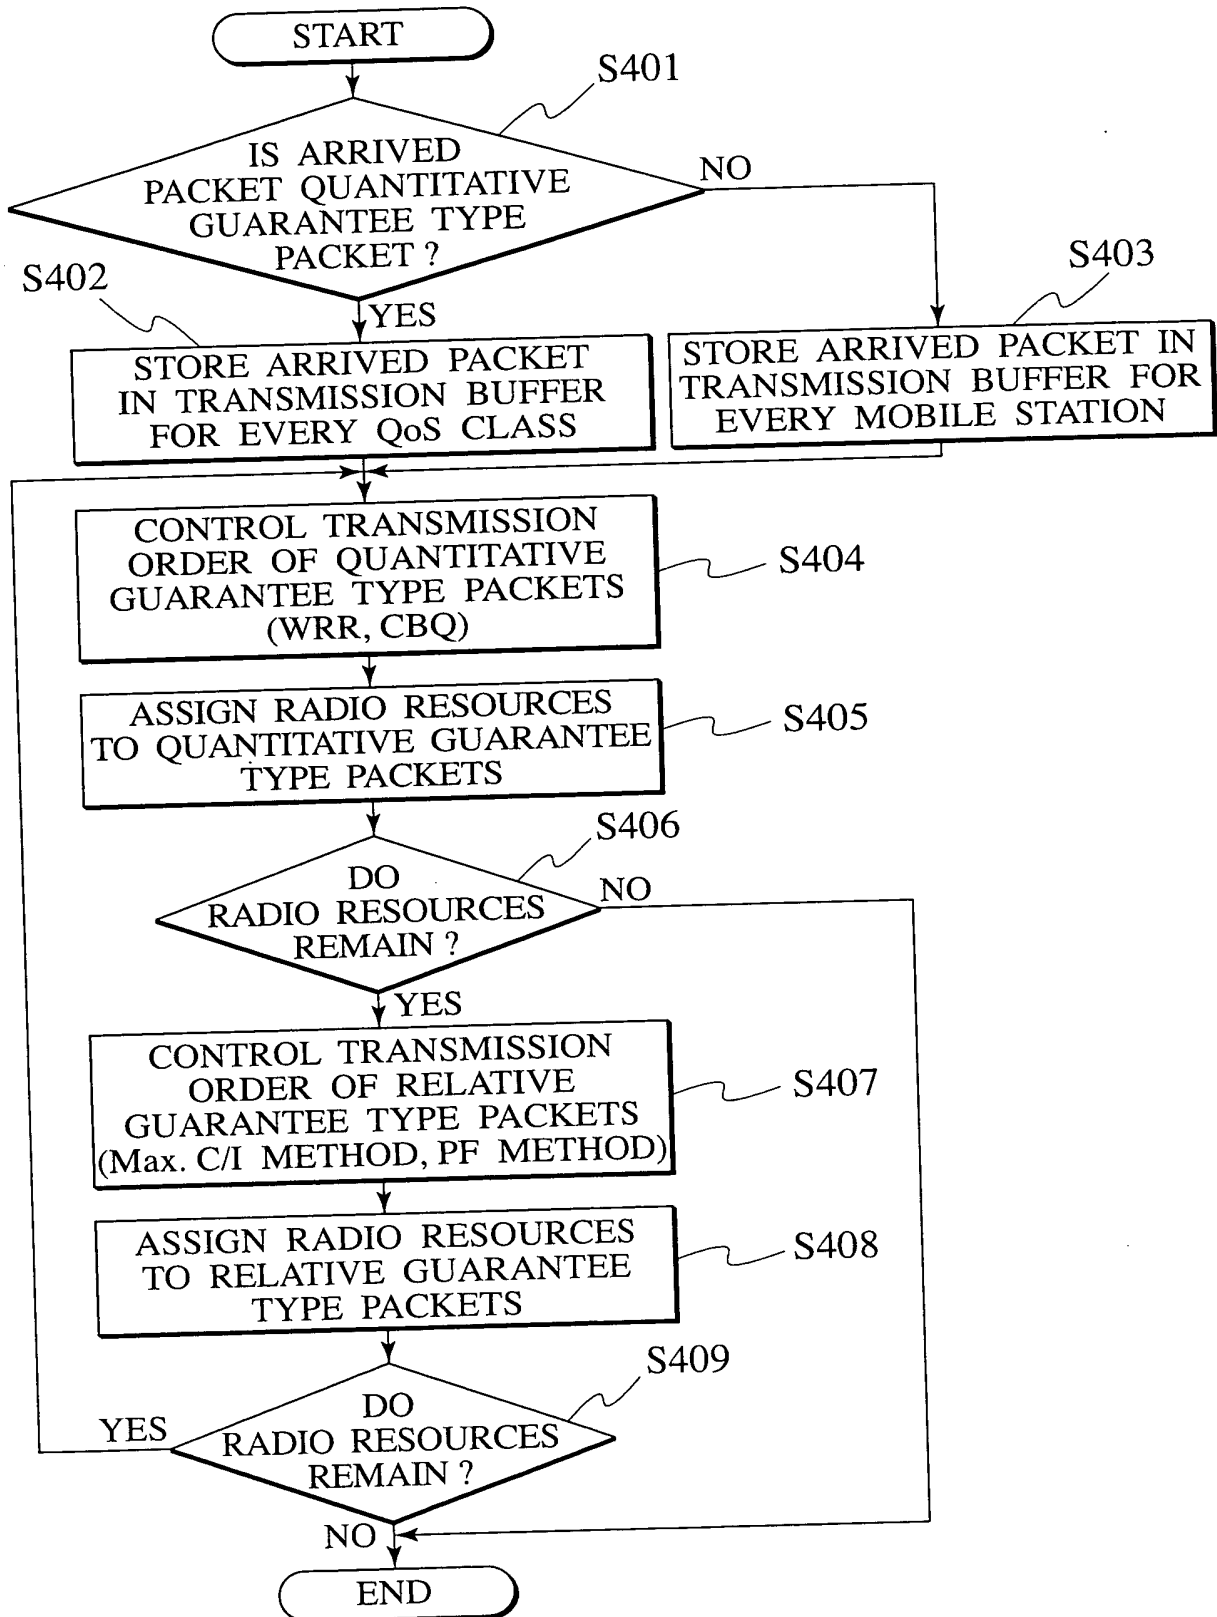 START
S401
IS ARRIVED
PACKET QUANTITATIVE
GUARANTEE TYPE
PACKET ?
NO
S402
YES
S403
STORE ARRIVED PACKET
IN TRANSMISSION BUFFER
FOR EVERY QoS CLASS
STORE ARRIVED PACKET IN
TRANSMISSION BUFFER FOR
EVERY MOBILE STATION
CONTROL TRANSMISSION
ORDER OF QUANTITATIVE
GUARANTEE TYPE PACKETS
(WRR, CBQ)
S404
ASSIGN RADIO RESOURCES
TO QUANTITATIVE GUARANTEE
TYPE PACKETS
S405
S406
DO
RADIO RESOURCES
REMAIN ?
NO
YES
CONTROL TRANSMISSION
ORDER OF RELATIVE
GUARANTEE TYPE PACKETS
(Max. C/I METHOD, PF METHOD)
S407
ASSIGN RADIO RESOURCES
TO RELATIVE GUARANTEE
TYPE PACKETS
S408
S409
YES
DO
RADIO RESOURCES
REMAIN ?
NO
END